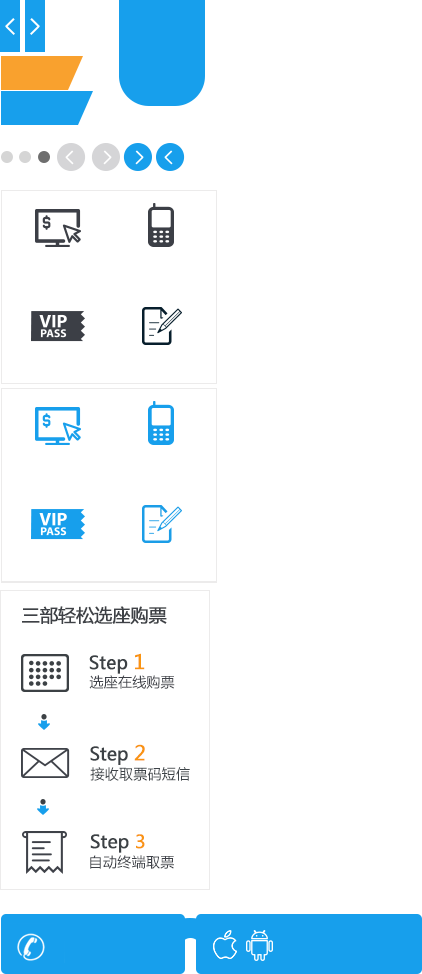 $
VIP
PASS
$
VIP
PASS
三部轻松选座购票
Step 1
选座在线购票
Step 2
接收取票码短信
Step 3
自动终端取票